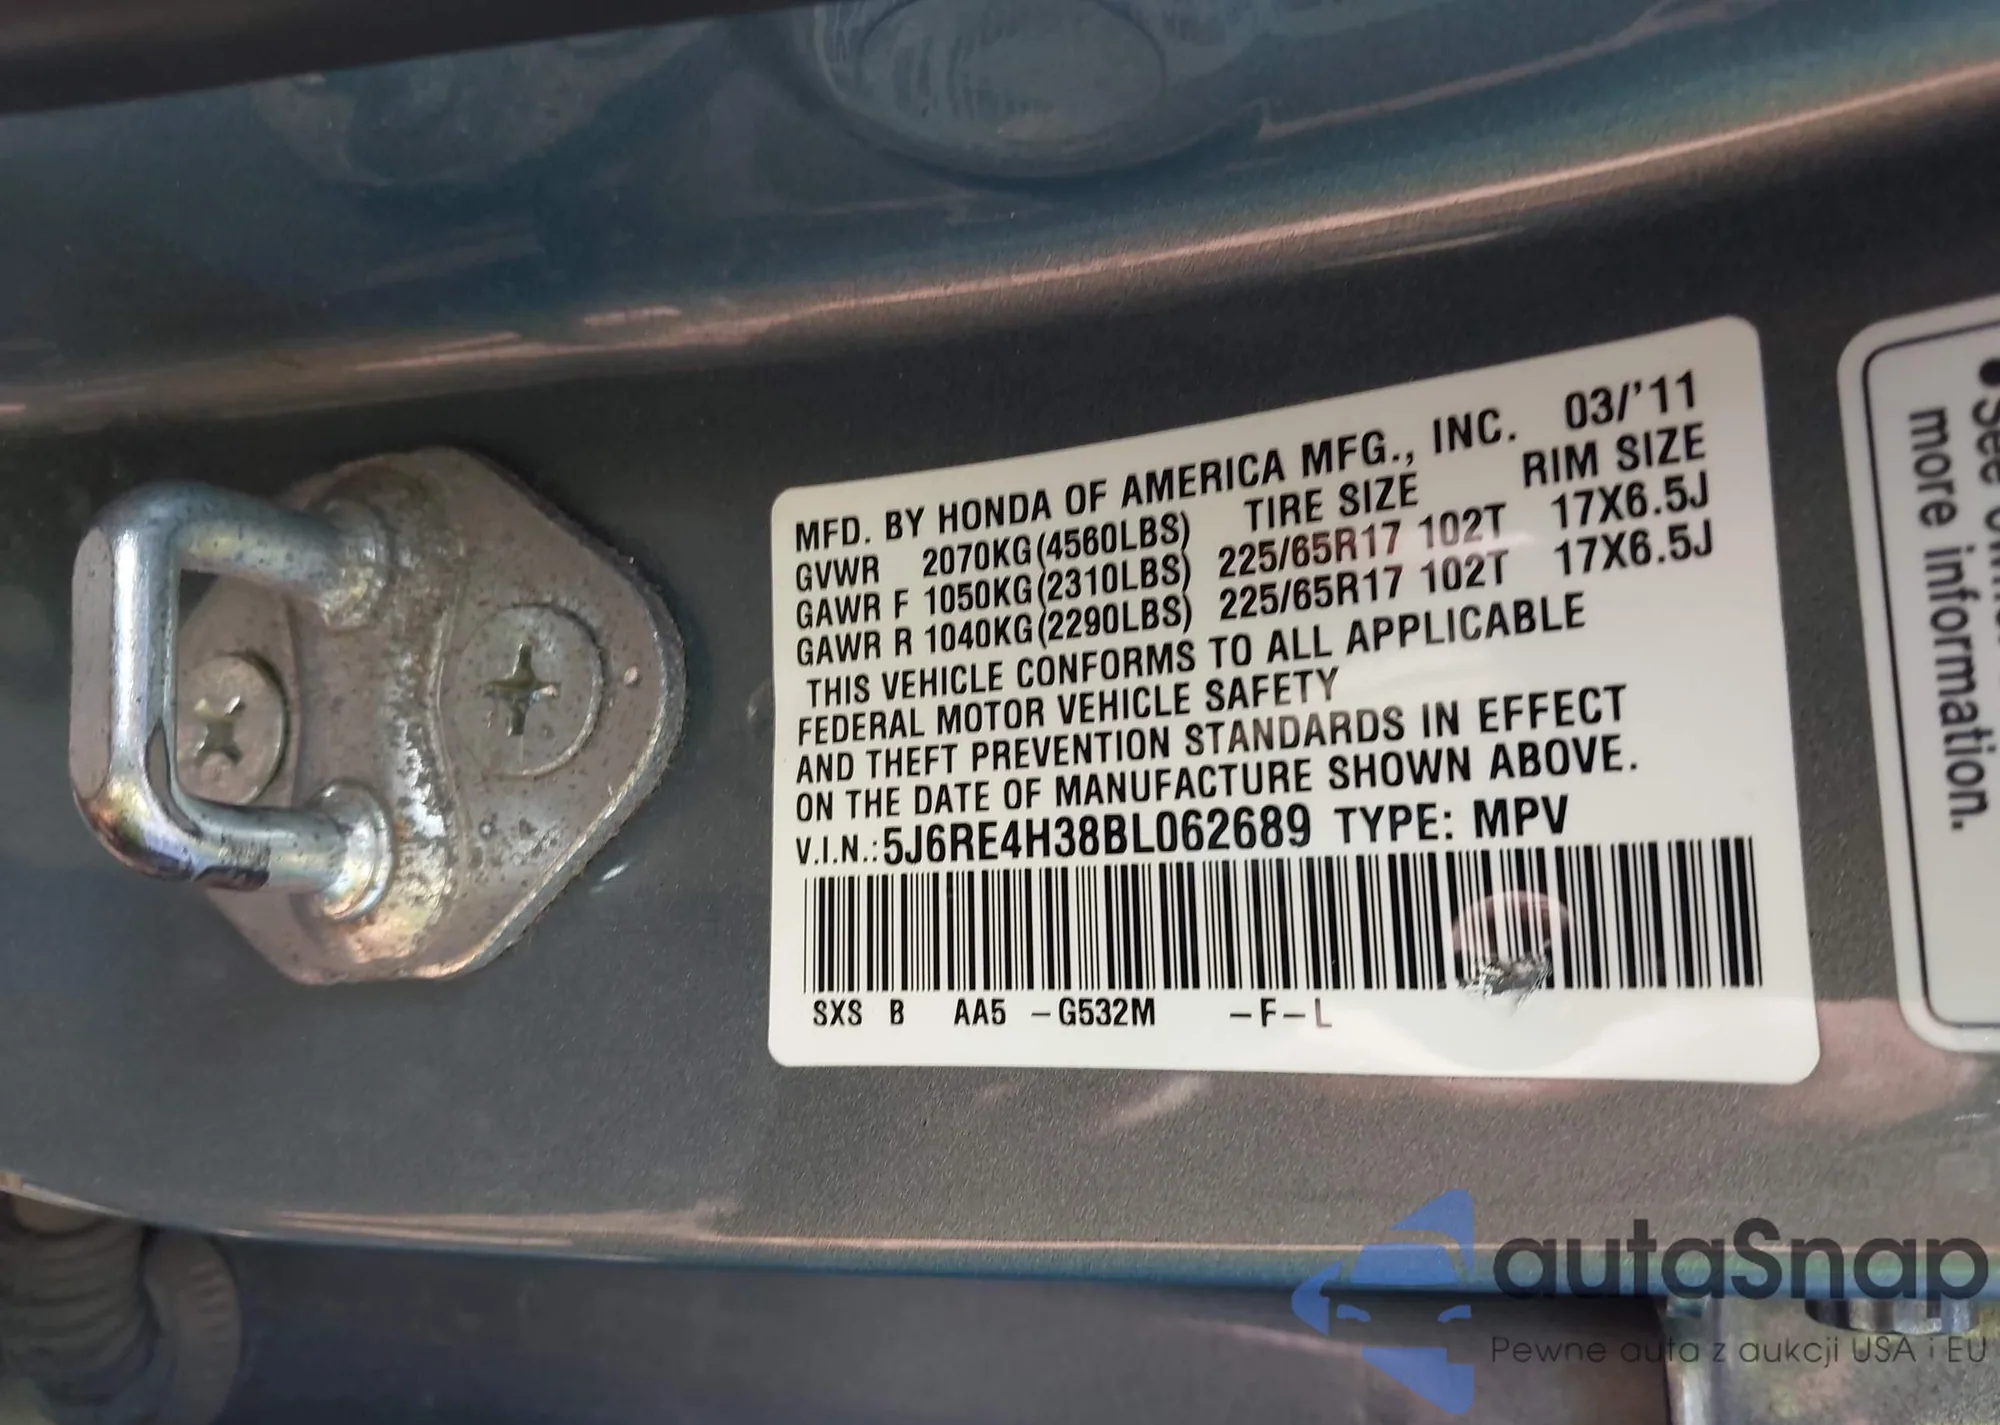 MFD. BY HONDA OF AMERICA MFG., INC. 03/'11
TIRE SIZE RIM SIZE
GVWR 2070KG(4560LBS)
GAWR F 1050KG(2310LBS) 225/65R17 102T 17X6.5J
GAWR R 1040KG(2290LBS) 225/65R17 102T 17X6.5J
THIS VEHICLE CONFORMS TO ALL APPLICABLE
FEDERAL MOTOR VEHICLE SAFETY
AND THEFT PREVENTION STANDARDS IN EFFECT
ON THE DATE OF MANUFACTURE SHOWN ABOVE.
V.I.N.:5J6RE4H38BL062689 TYPE: MPV
SXS B AA5 -G532M -F-L
•See
more information.
autaSnap
Pewne auta z aukcji USA i EU